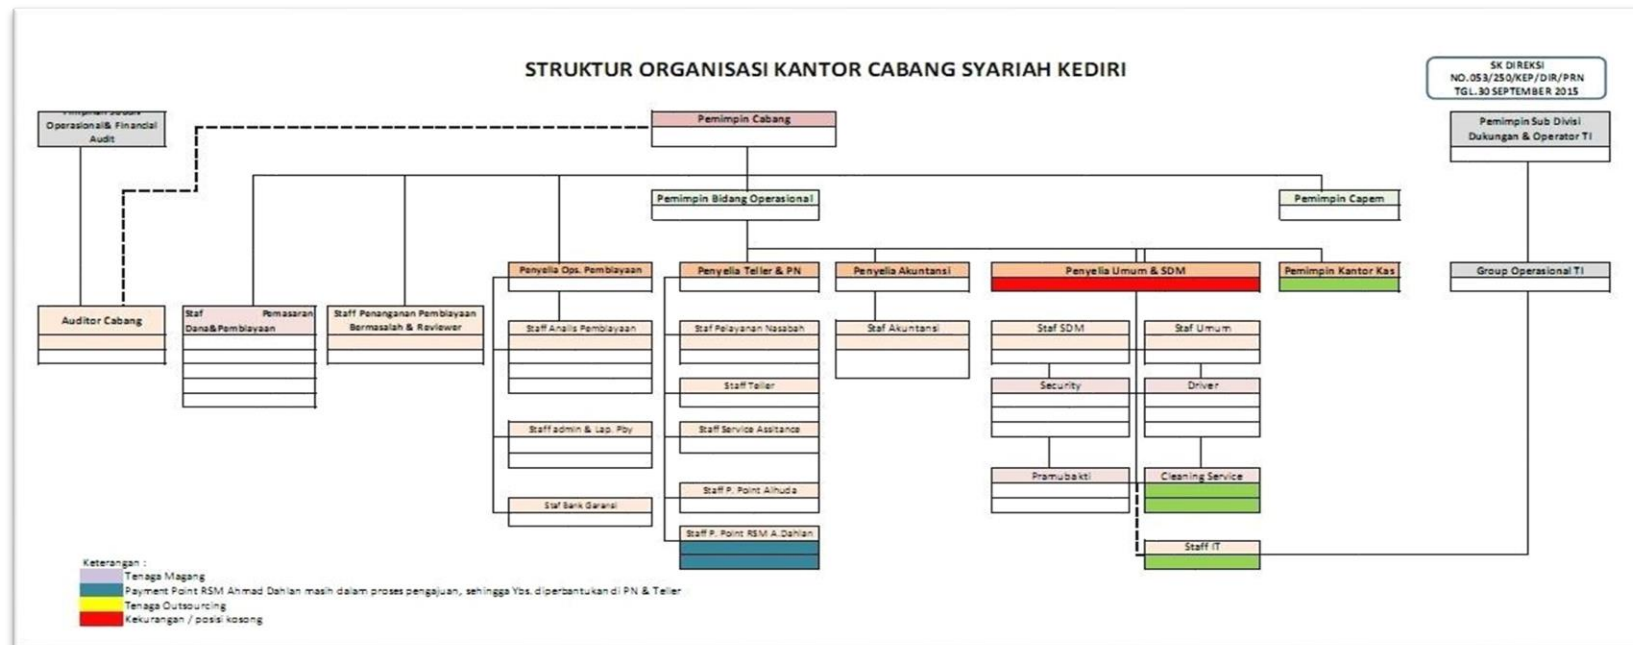 STRUKTUR ORGANISASI KANTOR CABANG SYARIAH KEDIRI
SK DIREKSI
NO.053/250/KEP/DIR/PRN
TGL.30 SEPTEMBER 2015
Operasional& Financial
Audit
Pemimpin Cabang
Pemimpin Sub Divisi
Dukungan & Operator TI
Pemimpin Bidang Operasional
Pemimpin Capem
Penyelia Ops. Pembiayaan
Penyelia Teller & PN
Penyelia Akuntansi
Penyelia Umum & SDM
Pemimpin Kantor Kas
Group Operasional TI
Auditor Cabang
Staf Pemasaran
Dana&Pembiayaan
Staff Penanganan Pembiayaan
Bermasalah & Reviewer
Staff Analis Pembiayaan
Staf Pelayanan Nasabah
Staf Akuntansi
Staf SDM
Staf Umum
Staff Teller
Security
Driver
Staff admin & Lap. Pby
Staff Service Assitance
Pramubakti
Cleaning Service
Staf Bank Garansi
Staff P. Point Alhuda
Staff P. Point RSM A.Dahlan
Staff IT
Keterangan :
Tenaga Magang
Payment Point RSM Ahmad Dahlan masih dalam proses pengajuan, sehingga Ybs. diperbantukan di PN & Teller
Tenaga Outsourcing
Kekurangan / posisi kosong